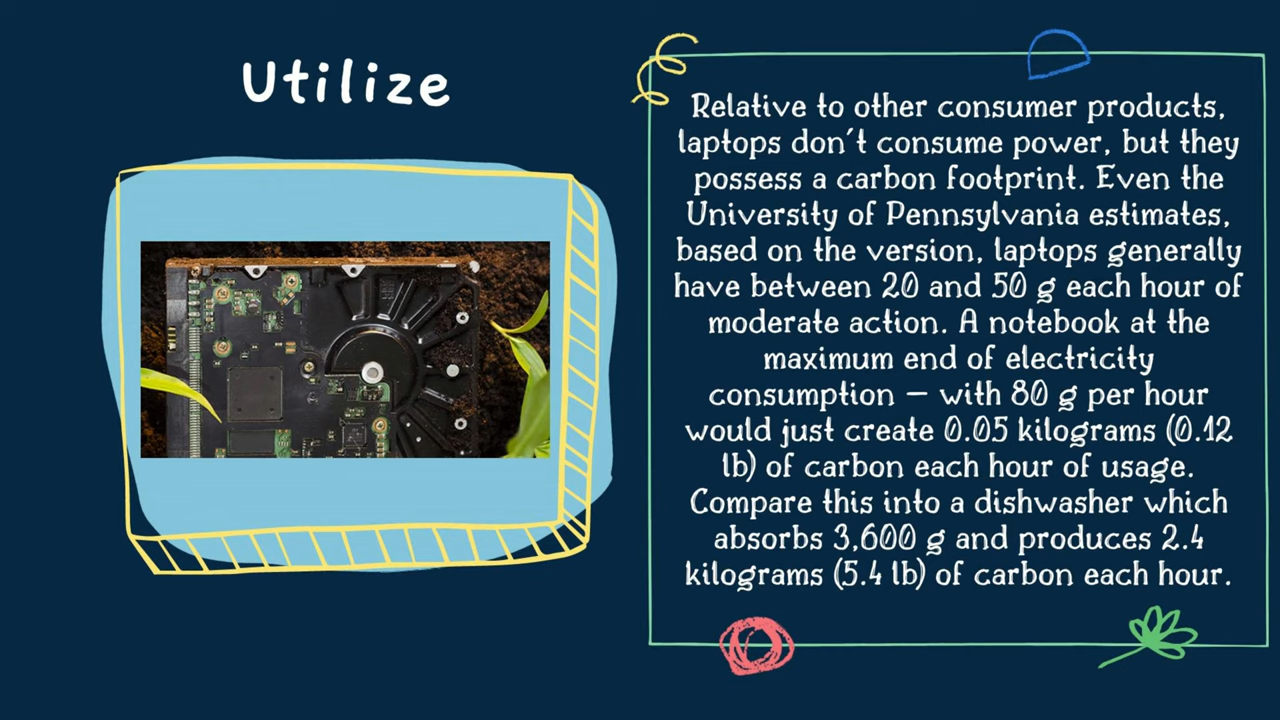 Utilize
Relative to other consumer products,
laptops don't consume power, but they
possess a carbon footprint. Even the
University of Pennsylvania estimates,
based on the version, laptops generally
have between 20 and 50 g each hour of
moderate action. A notebook at the
maximum end of electricity
consumption – with 80 g per hour
would just create 0.05 kilograms (0.12
lb) of carbon each hour of usage.
Compare this into a dishwasher which
absorbs 3,600 g and produces 2.4
kilograms (5.4 lb) of carbon each hour.